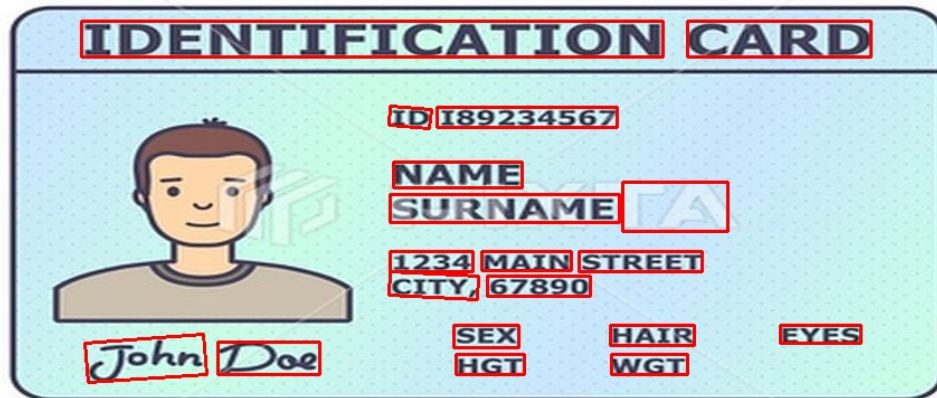 IDENTIFICATION CARD
ID I89234567
NAME
SURNAME
1234 MAIN STREET
CITY, 67890
SEX HAIR EYES
HGT WGT
John Doe